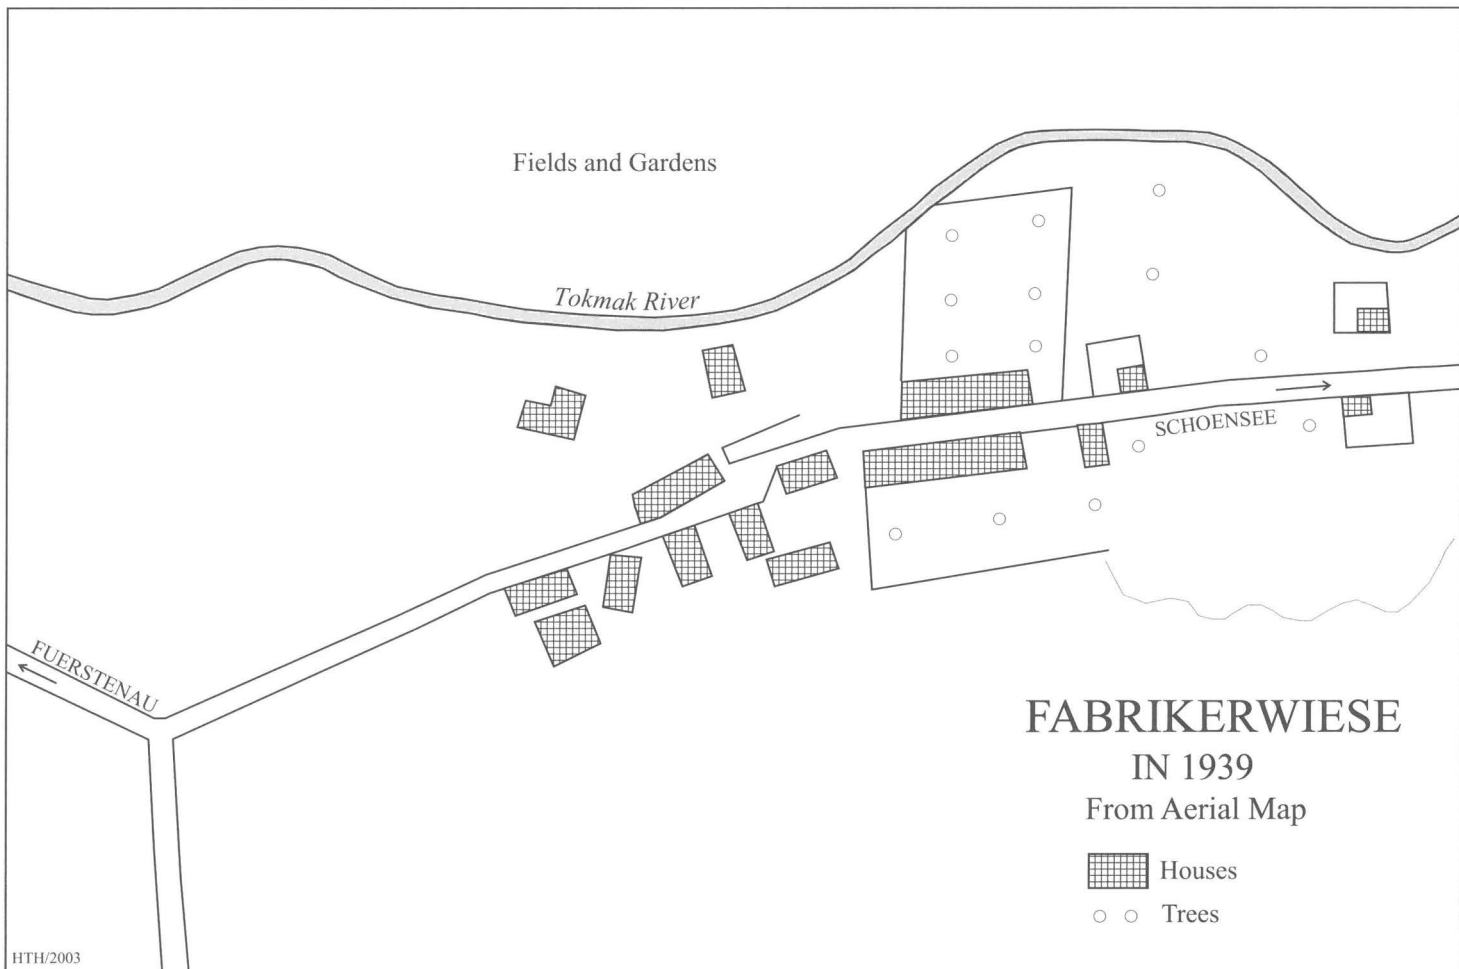 Fields and Gardens
Tokmak River
SCHOENSEE
FUERSTENAU
FABRIKERWIESE
IN 1939
From Aerial Map
Houses
Trees
HTH/2003